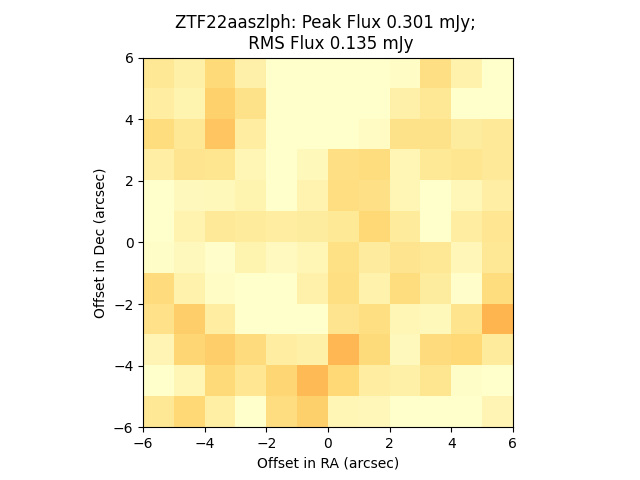 ZTF22aaszlph: Peak Flux 0.301 mJy;
RMS Flux 0.135 mJy
6
4
2
0
−2
−4
−6
Offset in Dec (arcsec)
−6 −4 −2 0 2 4 6
Offset in RA (arcsec)